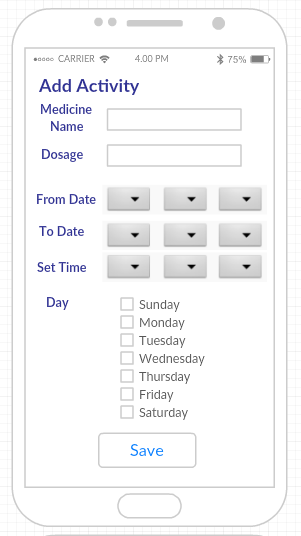 CARRIER 4.00 PM 75%
Add Activity
Medicine
Name
Dosage
From Date
To Date
Set Time
Day
Sunday
Monday
Tuesday
Wednesday
Thursday
Friday
Saturday
Save